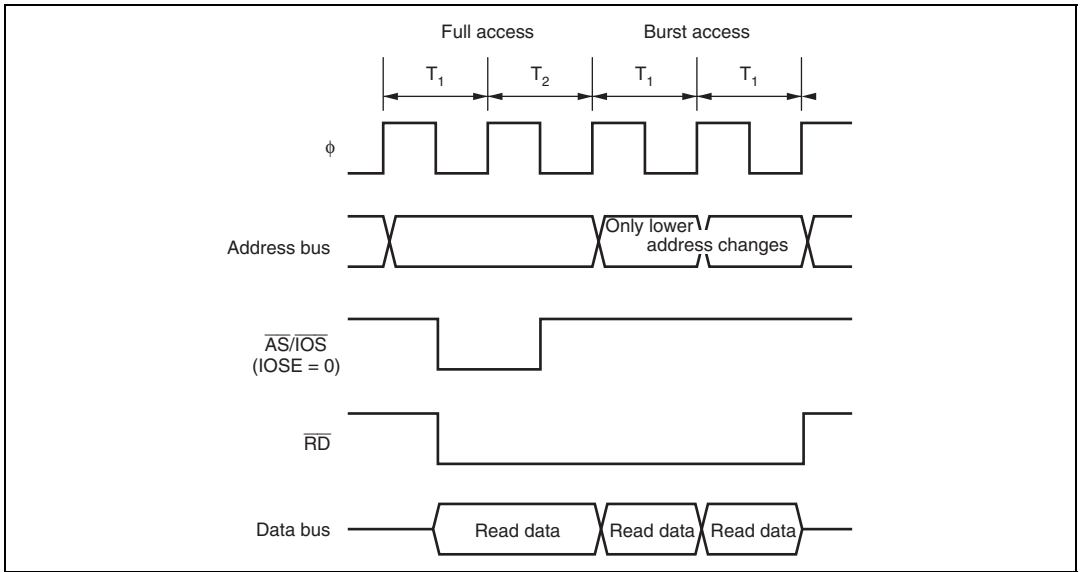 Full access Burst access
T1 T2 T1 T1
ϕ
Address bus
Only lower
address changes
AS/IOS
(IOSE = 0)
RD
Data bus
Read data Read data Read data